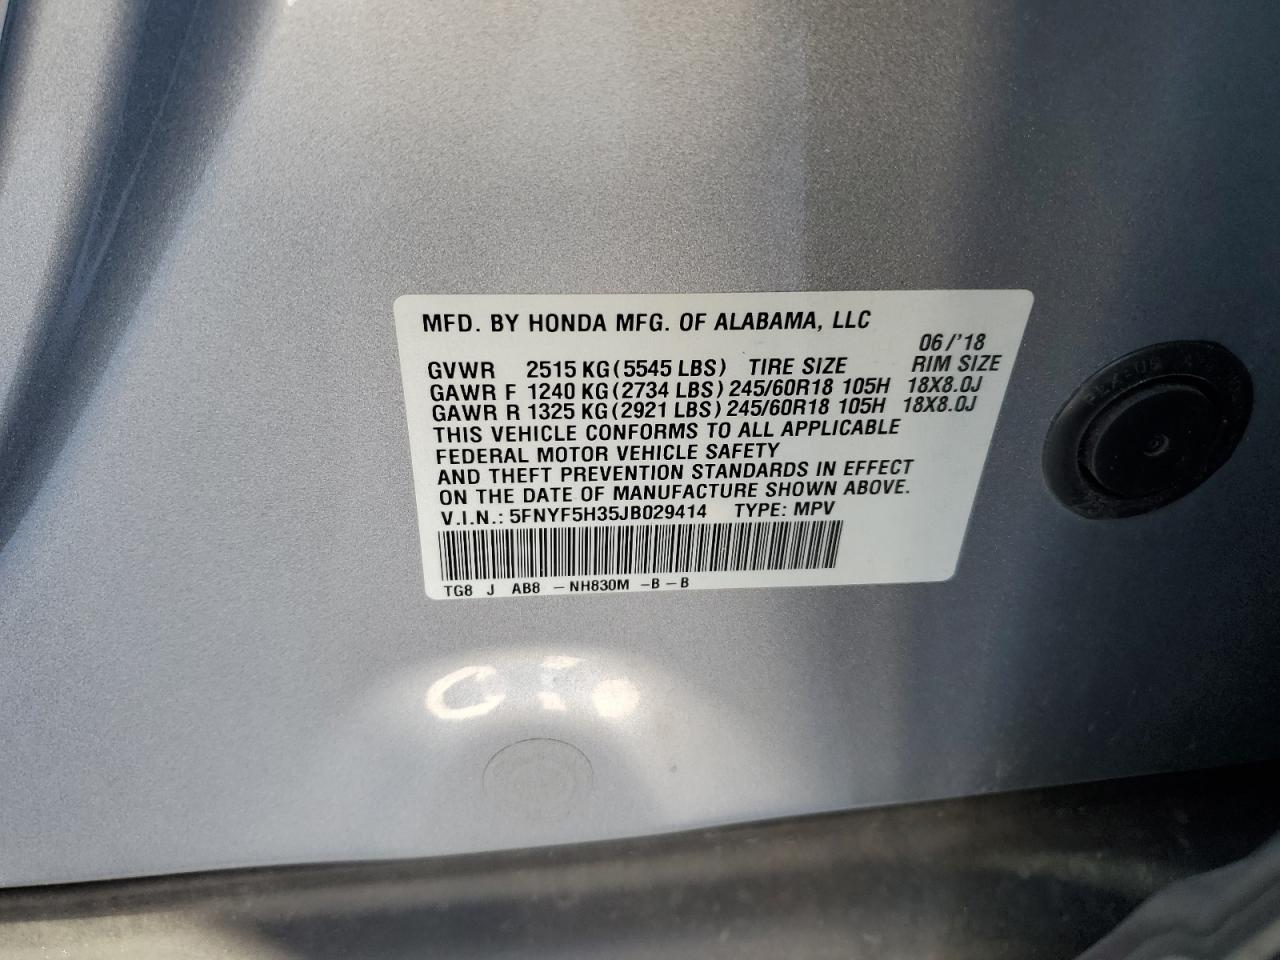 MFD. BY HONDA MFG. OF ALABAMA, LLC
06/'18
GVWR 2515 KG (5545 LBS) TIRE SIZE RIM SIZE
GAWR F 1240 KG (2734 LBS) 245/60R18 105H 18X8.0J
GAWR R 1325 KG (2921 LBS) 245/60R18 105H 18X8.0J
THIS VEHICLE CONFORMS TO ALL APPLICABLE
FEDERAL MOTOR VEHICLE SAFETY
AND THEFT PREVENTION STANDARDS IN EFFECT
ON THE DATE OF MANUFACTURE SHOWN ABOVE.
V.I.N.: 5FNYF5H35JB029414 TYPE: MPV
TG8 J AB8 -NH830M -B-B